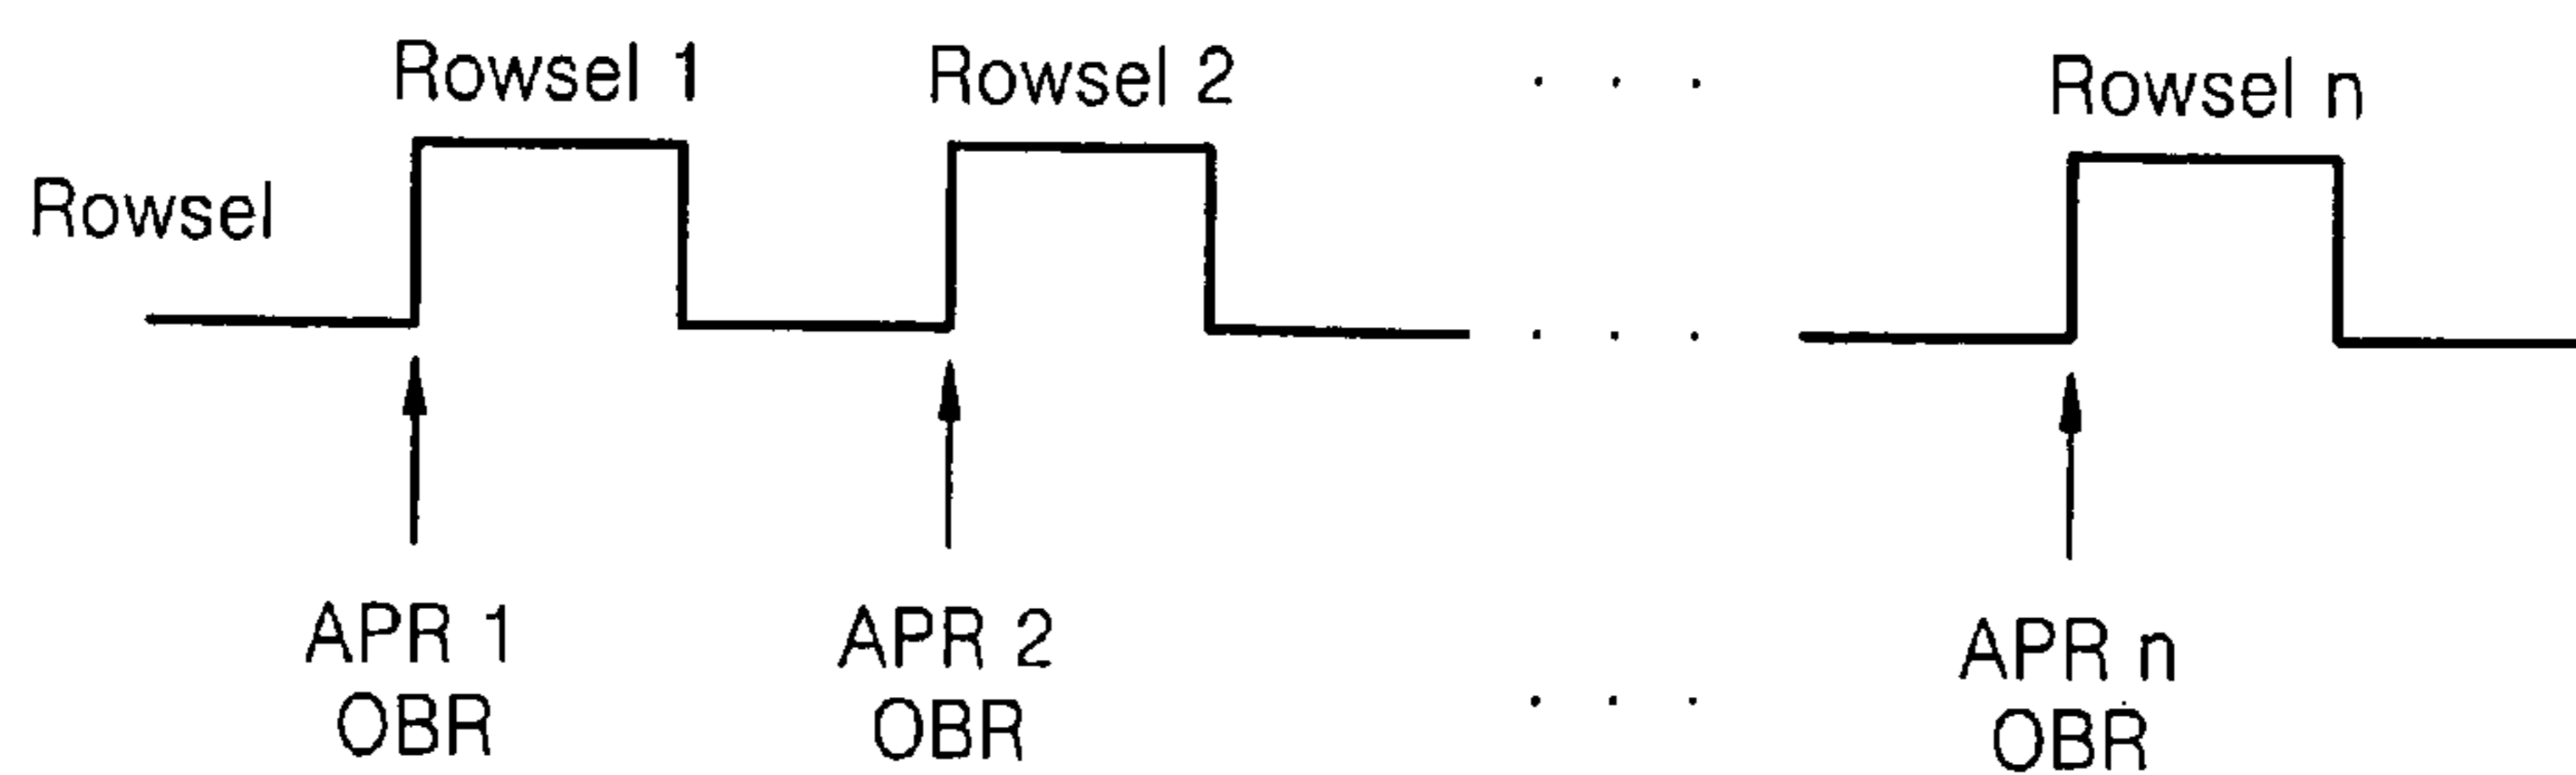 Rowsel 1
Rowsel 2
. . .
Rowsel n
Rowsel
. . .
APR 1
OBR
APR 2
OBR
. . .
APR n
OBR